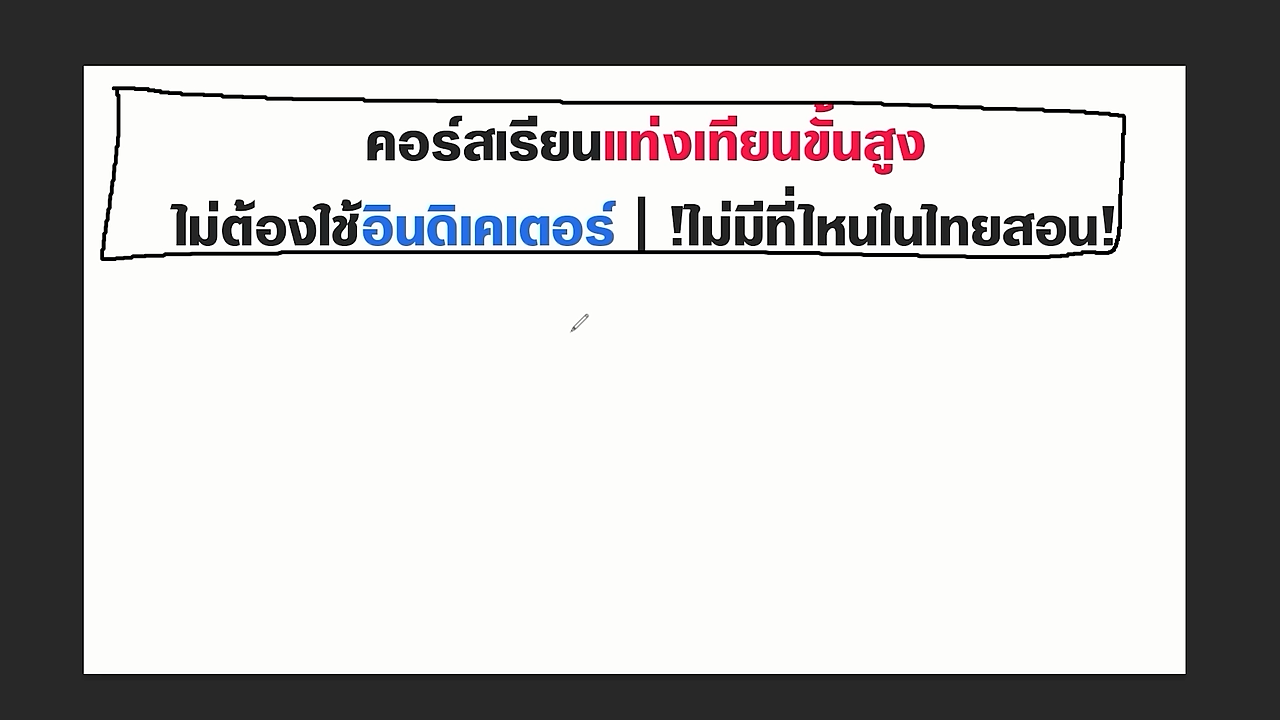 คอร์สเรียนแท่งเทียนขั้นสูง
ไม่ต้องใช้อินดิเคเตอร์ | !ไม่มีที่ไหนในไทยสอน!